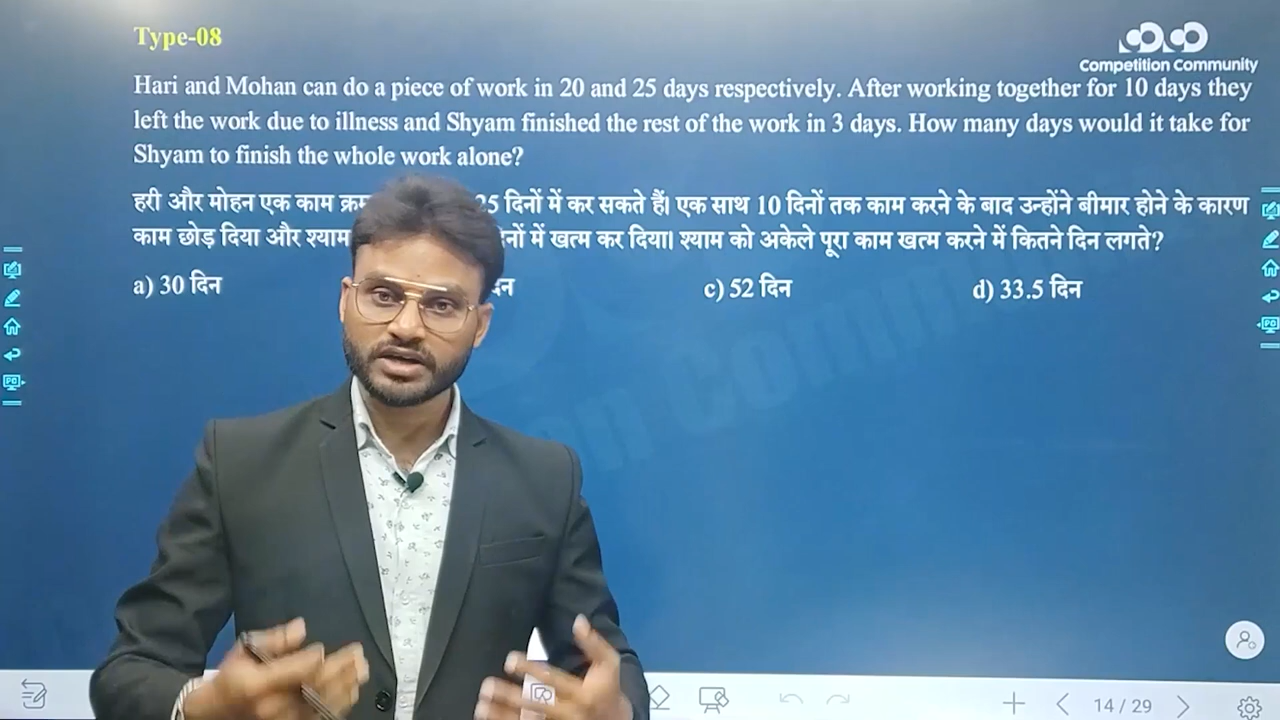 Type-08
Competition Community
Hari and Mohan can do a piece of work in 20 and 25 days respectively. After working together for 10 days they
left the work due to illness and Shyam finished the rest of the work in 3 days. How many days would it take for
Shyam to finish the whole work alone?
हरी और मोहन एक काम 25 दिनों में कर सकते हैं। एक साथ 10 दिनों तक काम करने के बाद उन्होंने बीमार होने के कारण
काम छोड़ दिया और श्याम में खत्म कर दिया। श्याम को अकेले पूरा काम खत्म करने में कितने दिन लगते?
a) 30 दिन c) 52 दिन d) 33.5 दिन
14 / 29